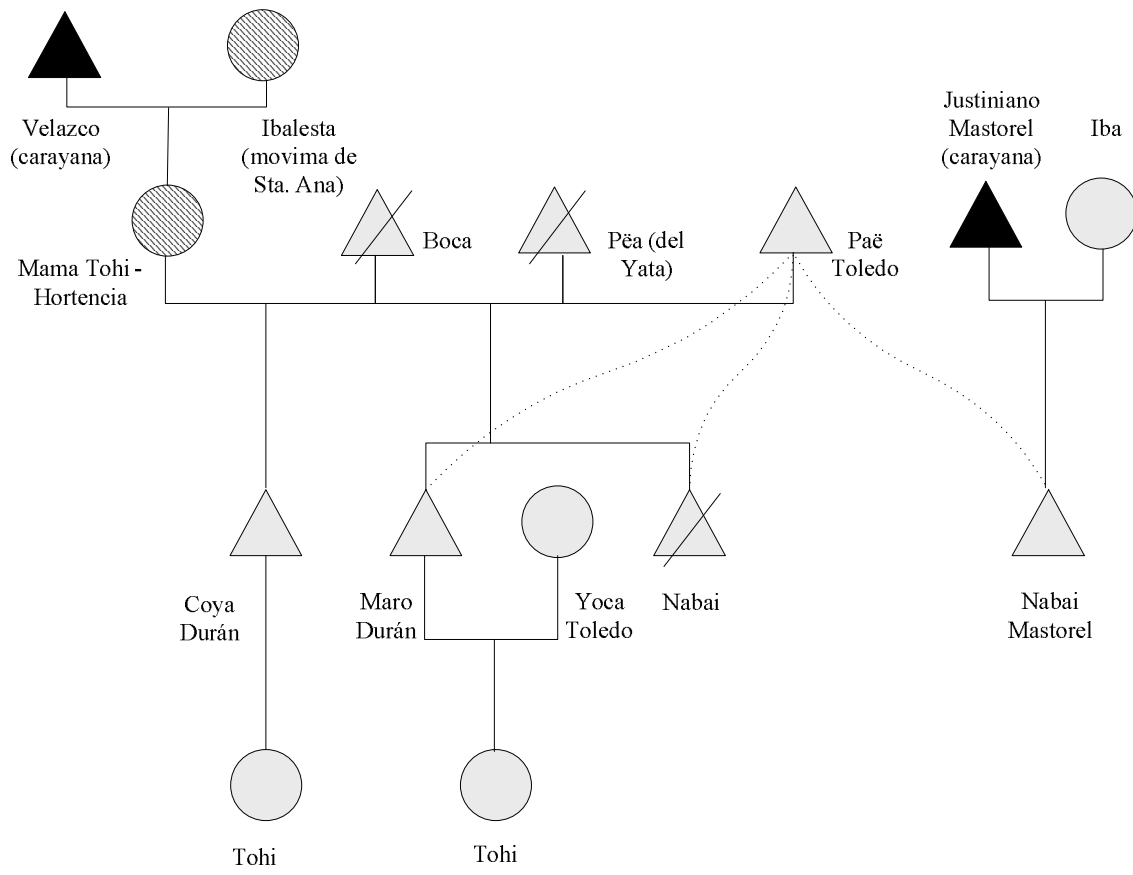 Velazco
(carayana)
Ibalesta
(movima de
Sta. Ana)
Justiniano
Mastorel
(carayana)
Iba
Mama Tohi -
Hortencia
Boca
Pëa (del
Yata)
Paë
Toledo
Coya
Durán
Maro
Durán
Yoca
Toledo
Nabai
Nabai
Mastorel
Tohi
Tohi